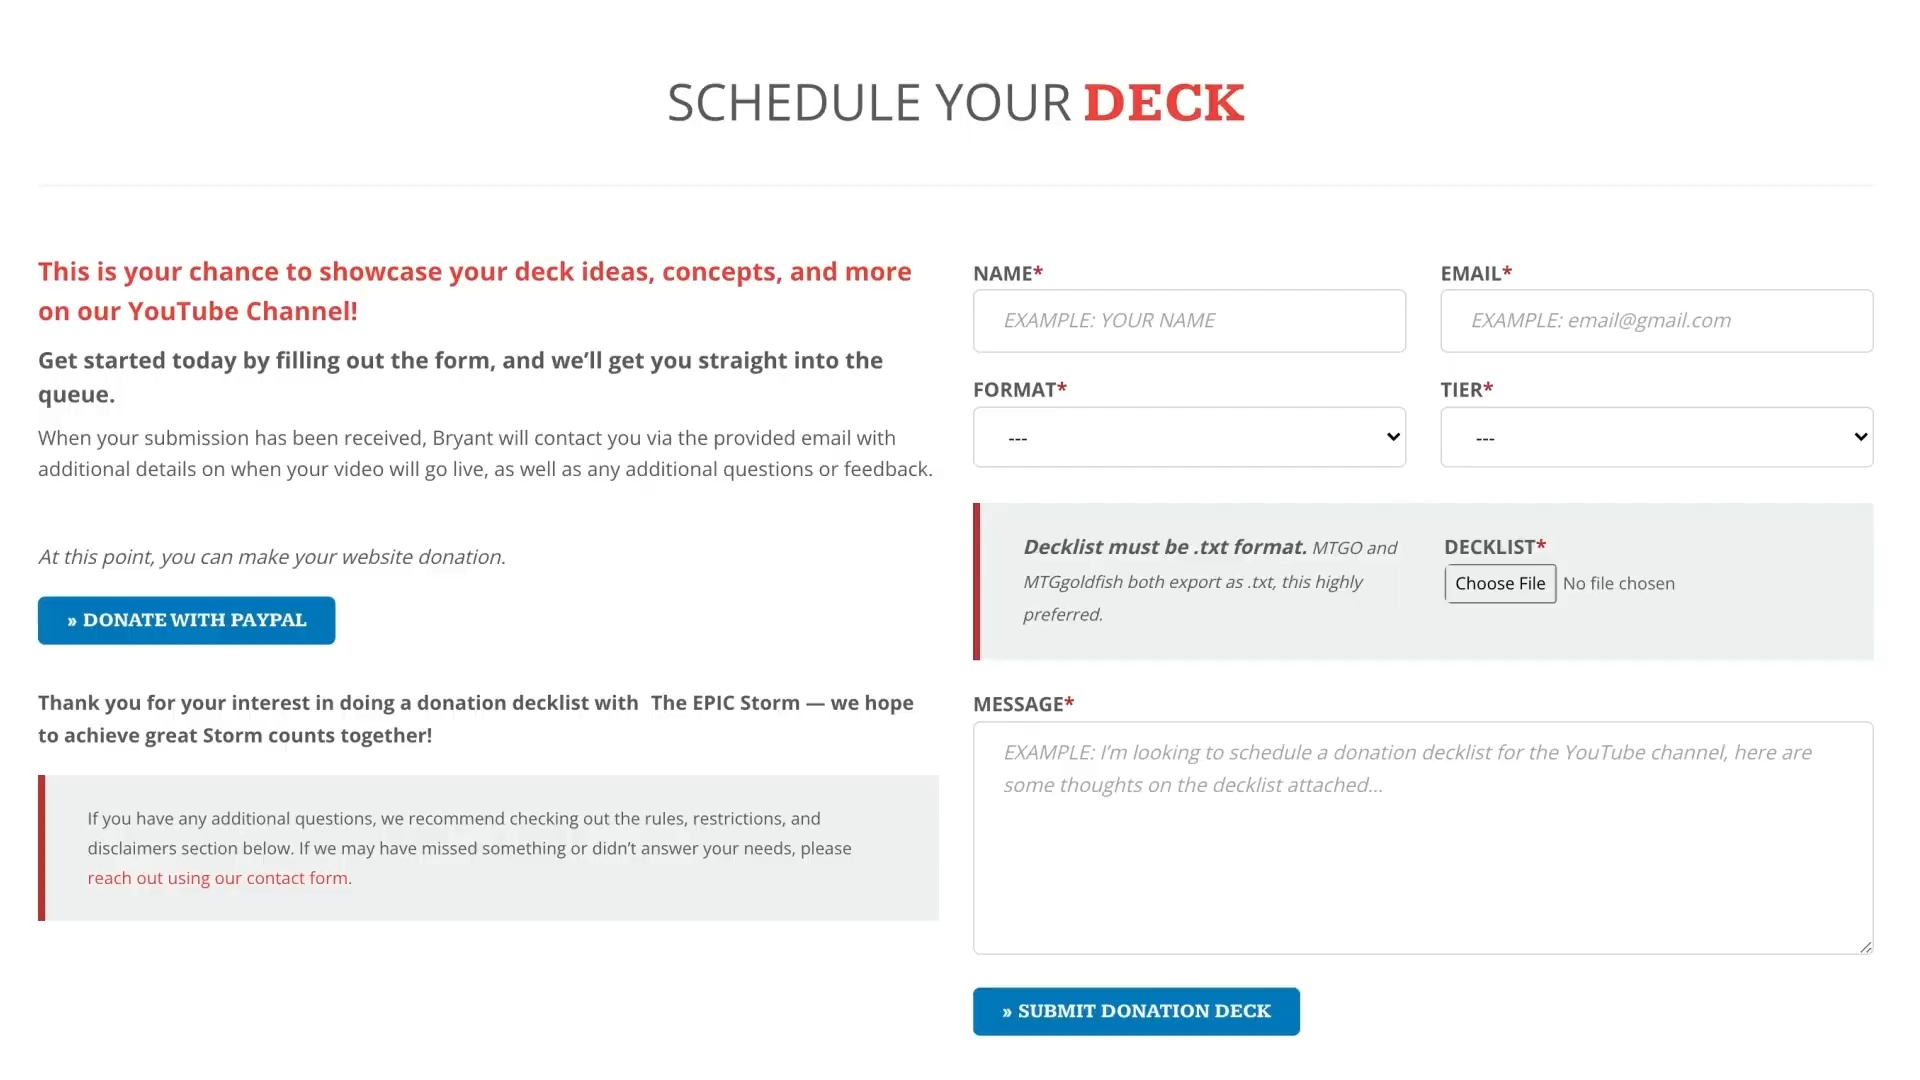 SCHEDULE YOUR DECK
This is your chance to showcase your deck ideas, concepts, and more
on our YouTube Channel!
Get started today by filling out the form, and we’ll get you straight into the
queue.
When your submission has been received, Bryant will contact you via the provided email with
additional details on when your video will go live, as well as any additional questions or feedback.
At this point, you can make your website donation.
» DONATE WITH PAYPAL
Thank you for your interest in doing a donation decklist with The EPIC Storm — we hope
to achieve great Storm counts together!
If you have any additional questions, we recommend checking out the rules, restrictions, and
disclaimers section below. If we may have missed something or didn’t answer your needs, please
reach out using our contact form.
NAME*
EXAMPLE: YOUR NAME
EMAIL*
EXAMPLE: email@gmail.com
FORMAT*
---
TIER*
---
Decklist must be .txt format. MTGO and
MTGgoldfish both export as .txt, this highly
preferred.
DECKLIST*
Choose File No file chosen
MESSAGE*
EXAMPLE: I’m looking to schedule a donation decklist for the YouTube channel, here are
some thoughts on the decklist attached...
» SUBMIT DONATION DECK